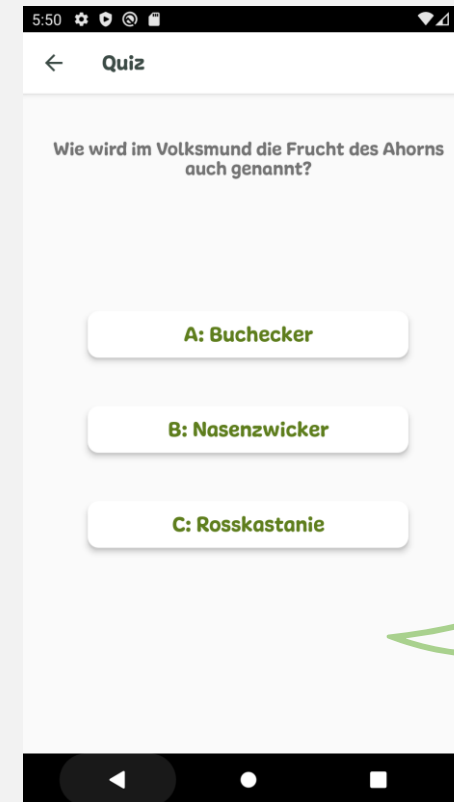 5:50
Quiz
Wie wird im Volksmund die Frucht des Ahorns
auch genannt?
A: Buchecker
B: Nasenzwicker
C: Rosskastanie